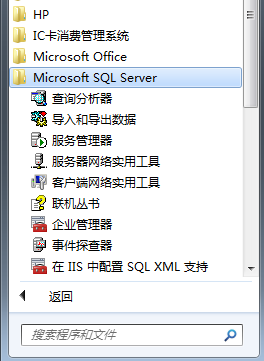 HP
IC卡消费管理系统
Microsoft Office
Microsoft SQL Server
查询分析器
导入和导出数据
服务管理器
服务器网络实用工具
客户端网络实用工具
联机丛书
企业管理器
事件探查器
在 IIS 中配置 SQL XML 支持
返回
搜索程序和文件